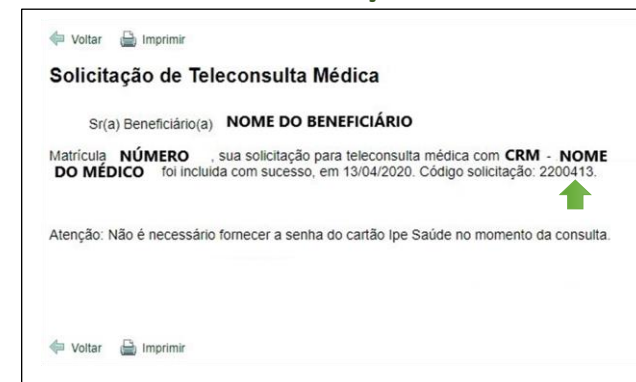 Voltar Imprimir
Solicitação de Teleconsulta Médica
Sr(a) Beneficiário(a) NOME DO BENEFICIÁRIO
Matrícula NÚMERO , sua solicitação para teleconsulta médica com CRM - NOME
DO MÉDICO foi incluida com sucesso, em 13/04/2020. Código solicitação: 2200413.
Atenção: Não é necessário fornecer a senha do cartão Ipe Saúde no momento da consulta.
Voltar Imprimir